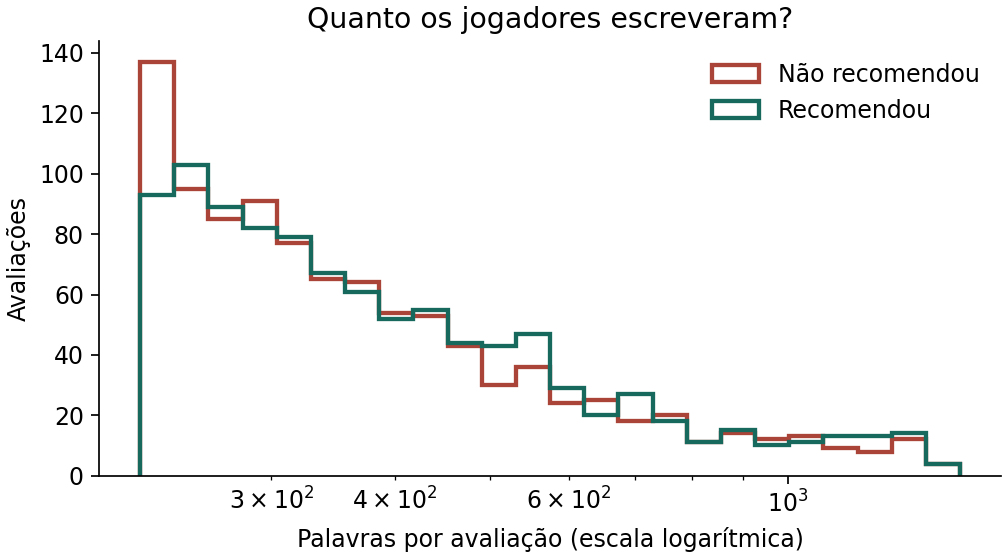 Quanto os jogadores escreveram?
Não recomendou
Recomendou
Avaliações
140
120
100
80
60
40
20
0
3 × 10²
4 × 10²
6 × 10²
10³
Palavras por avaliação (escala logarítmica)